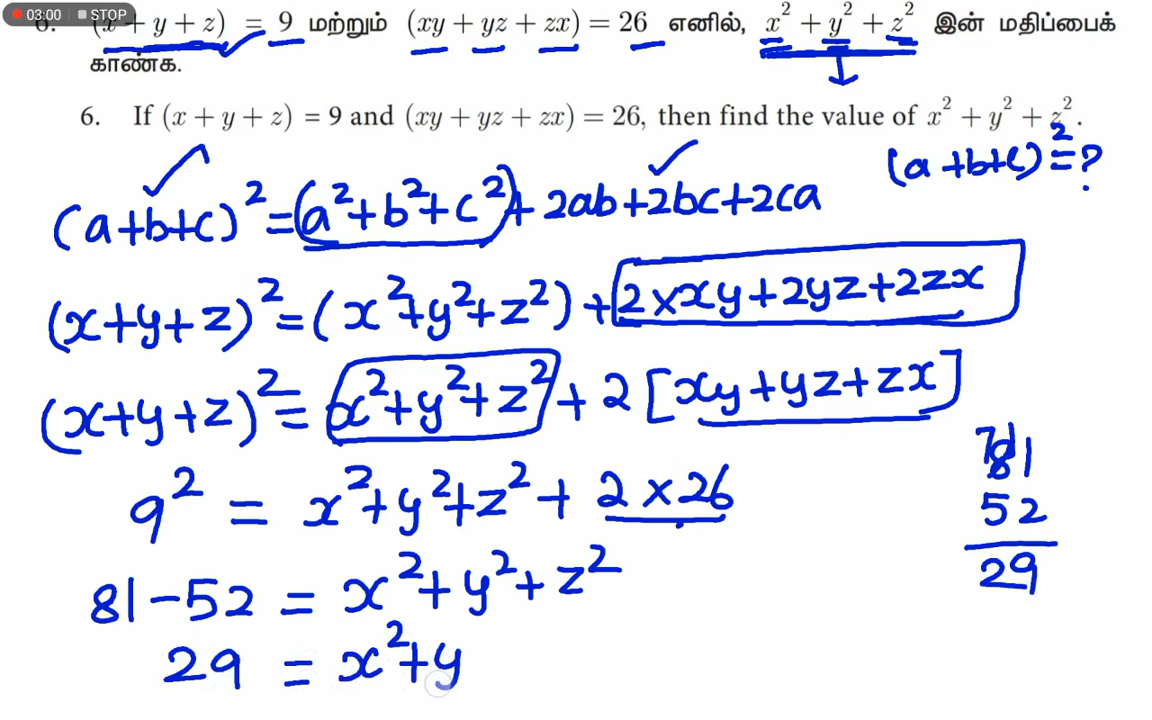 03:00 STOP
6. (x + y + z) = 9 மற்றும் (xy + yz + zx) = 26 எனில், x² + y² + z² இன் மதிப்பைக்
காண்க.
6. If (x + y + z) = 9 and (xy + yz + zx) = 26, then find the value of x² + y² + z².
(a+b+c)² = ?
(a+b+c)² = (a²+b²+c²) + 2ab+2bc+2ca
(x+y+z)² = (x²+y²+z²) + 2×xy+2yz+2zx
(x+y+z)² = x²+y²+z² + 2[xy+yz+zx]
9² = x²+y²+z² + 2×26
81-52 = x²+y²+z²
29 = x²+y
81
52
29